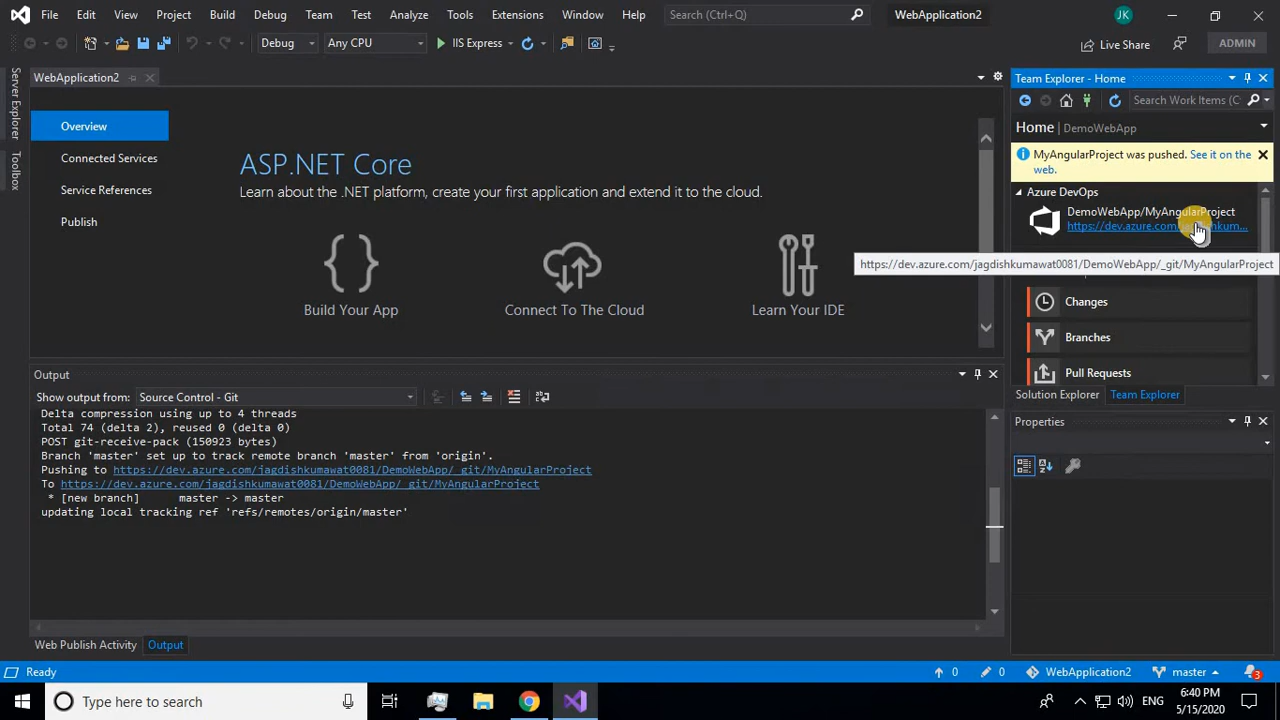 File Edit View Project Build Debug Team Test Analyze Tools Extensions Window Help Search (Ctrl+Q) WebApplication2 JK
Debug Any CPU IIS Express Live Share ADMIN
Server Explorer
Toolbox
WebApplication2
Overview
Connected Services
Service References
Publish
ASP.NET Core
Learn about the .NET platform, create your first application and extend it to the cloud.
Build Your App
Connect To The Cloud
Learn Your IDE
Team Explorer - Home
Search Work Items (C
Home | DemoWebApp
MyAngularProject was pushed. See it on the
web.
Azure DevOps
DemoWebApp/MyAngularProject
https://dev.azure.com/
https://dev.azure.com/jagdishkumawat0081/DemoWebApp/_git/MyAngularProject
Changes
Branches
Pull Requests
Solution Explorer Team Explorer
Properties
Output
Show output from: Source Control - Git
Delta compression using up to 4 threads
Total 74 (delta 2), reused 0 (delta 0)
POST git-receive-pack (150923 bytes)
Branch 'master' set up to track remote branch 'master' from 'origin'.
Pushing to https://dev.azure.com/jagdishkumawat0081/DemoWebApp/_git/MyAngularProject
To https://dev.azure.com/jagdishkumawat0081/DemoWebApp/_git/MyAngularProject
* [new branch] master -> master
updating local tracking ref 'refs/remotes/origin/master'
Web Publish Activity Output
Ready 0 0 WebApplication2 master 3
Type here to search ENG 6:40 PM
5/15/2020